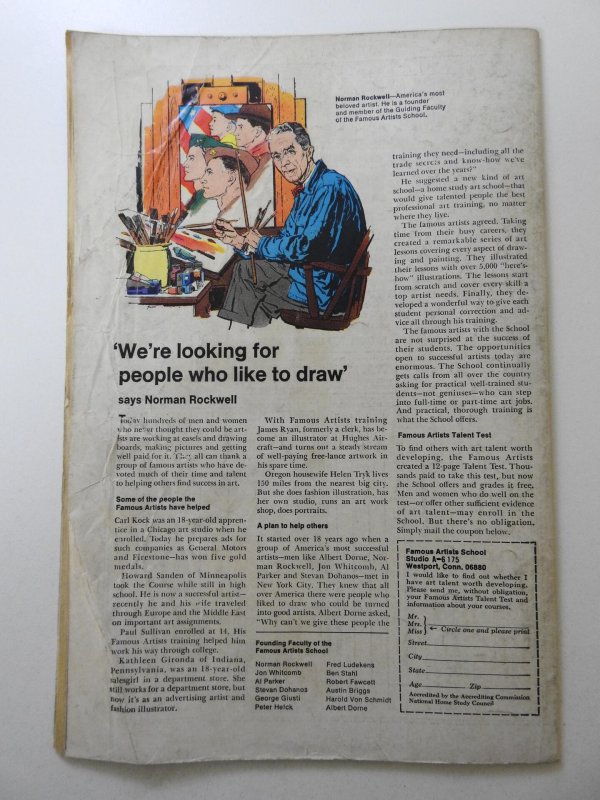 Norman Rockwell—America's most
beloved artist. He is a founder
and member of the Guiding Faculty
of the Famous Artists School.
'We're looking for
people who like to draw'
says Norman Rockwell
Today hundreds of men and women
who never thought they could be art-
ists are working at easels and drawing
boards, making pictures and getting
well paid for it. They all can thank a
group of famous artists who have de-
voted much of their time and talent
to helping others find success in art.
Some of the people the
Famous Artists have helped
Carl Kock was an 18-year-old appren-
tice in a Chicago art studio when he
enrolled. Today he prepares ads for
such companies as General Motors
and Firestone—has won five gold
medals.
Howard Sanden of Minneapolis
took the Course while still in high
school. He is now a successful artist—
recently he and his wife traveled
through Europe and the Middle East
on important art assignments.
Paul Sullivan enrolled at 14. His
Famous Artists training helped him
work his way through college.
Kathleen Gironda of Indiana,
Pennsylvania, was an 18-year-old
salesgirl in a department store. She
still works for a department store, but
now it's as an advertising artist and
fashion illustrator.
With Famous Artists training
James Ryan, formerly a clerk, has be-
come an illustrator at Hughes Air-
craft—and turns out a steady stream
of well-paying free-lance artwork in
his spare time.
Oregon housewife Helen Tryk lives
150 miles from the nearest big city.
But she does fashion illustration, has
her own studio, runs an art work
shop, does portraits.
A plan to help others
It started over 18 years ago when a
group of America's most successful
artists—men like Albert Dorne, Nor-
man Rockwell, Jon Whitcomb, Al
Parker and Stevan Dohanos—met in
New York City. They knew that all
over America there were people who
liked to draw who could be turned
into good artists. Albert Dorne asked,
"Why can't we give these people the
Founding Faculty of the
Famous Artists School
Norman Rockwell
Jon Whitcomb
Al Parker
Stevan Dohanos
George Giusti
Peter Helck
Fred Ludekens
Ben Stahl
Robert Fawcett
Austin Briggs
Harold Von Schmidt
Albert Dorne
training they need—including all the
trade secrets and know-how we've
learned over the years?"
He suggested a new kind of art
school—a home study art school—that
would give talented people the best
professional art training, no matter
where they live.
The famous artists agreed. Taking
time from their busy careers, they
created a remarkable series of art
lessons covering every aspect of draw-
ing and painting. They illustrated
their lessons with over 5,000 "here's-
how" illustrations. The lessons start
from scratch and cover every skill a
top artist needs. Finally, they de-
veloped a wonderful way to give each
student personal correction and ad-
vice all through his training.
The famous artists with the School
are not surprised at the success of
their students. The opportunities
open to successful artists today are
enormous. The School continually
gets calls from all over the country
asking for practical well-trained stu-
dents—not geniuses—who can step
into full-time or part-time art jobs.
And practical, thorough training is
what the School offers.
Famous Artists Talent Test
To find others with art talent worth
developing, the Famous Artists
created a 12-page Talent Test. Thou-
sands paid to take this test, but now
the School offers and grades it free.
Men and women who do well on the
test—or offer other sufficient evidence
of art talent—may enroll in the
School. But there's no obligation.
Simply mail the coupon below.
Famous Artists School
Studio A-6175
Westport, Conn. 06880
I would like to find out whether I
have art talent worth developing.
Please send me, without obligation,
your Famous Artists Talent Test and
information about your courses.
Mr.
Mrs.
Miss Circle one and please print
Street
City
State
Age Zip
Accredited by the Accrediting Commission
National Home Study Council